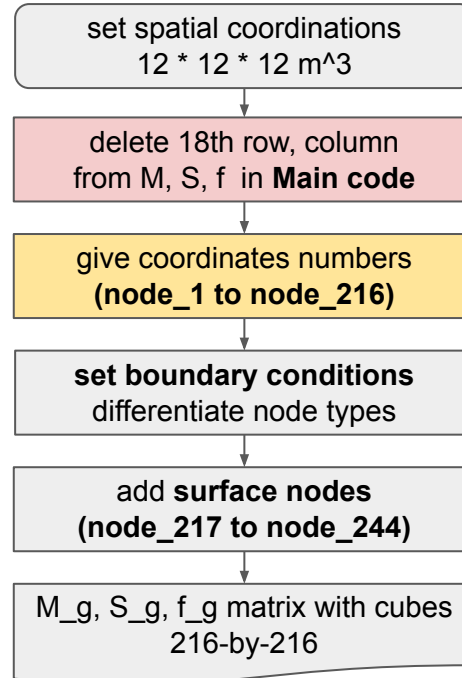 set spatial coordinations
12 * 12 * 12 m^3
delete 18th row, column
from M, S, f in Main code
give coordinates numbers
(node_1 to node_216)
set boundary conditions
differentiate node types
add surface nodes
(node_217 to node_244)
M_g, S_g, f_g matrix with cubes
216-by-216